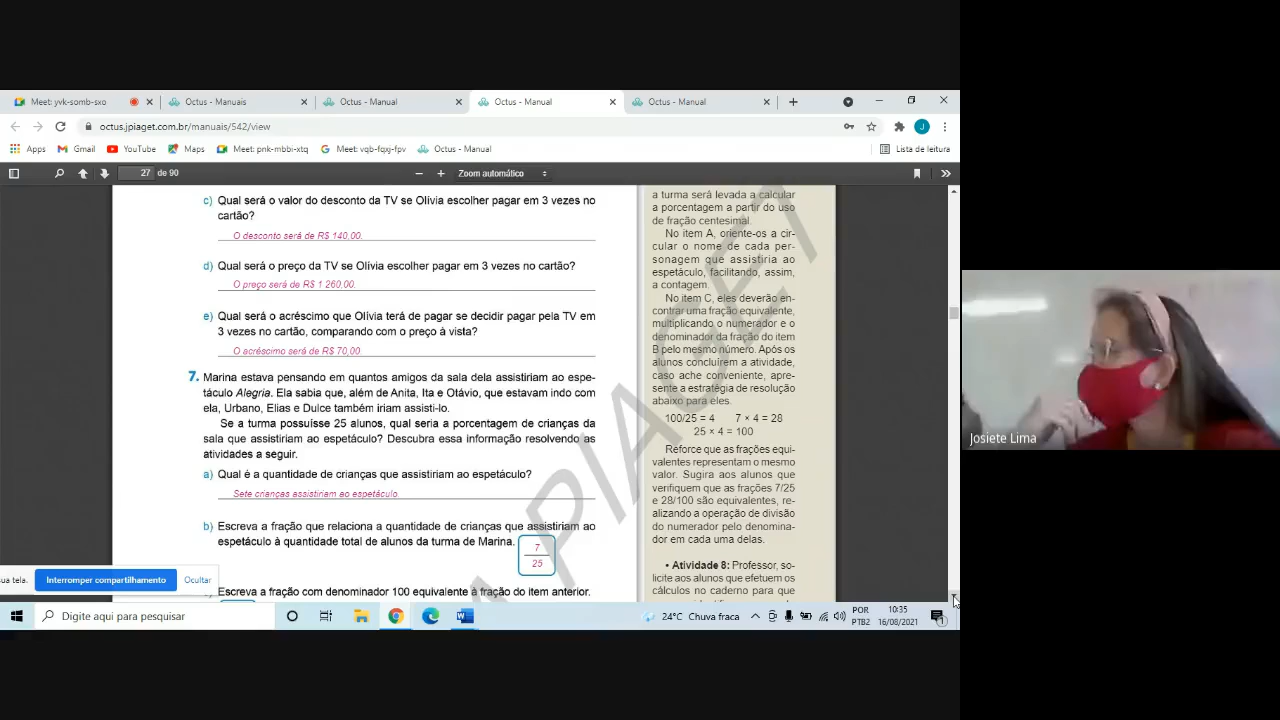 Meet: yvk-somb-sxo
Octus - Manuais
Octus - Manual
Octus - Manual
Octus - Manual
octus.jpiaget.com.br/manuais/542/view
J
Apps
Gmail
YouTube
Maps
Meet: pnk-mbbi-xtq
Meet: vqb-fqxj-fpv
Octus - Manual
Lista de leitura
27 de 90
Zoom automático
c) Qual será o valor do desconto da TV se Olívia escolher pagar em 3 vezes no
cartão?
O desconto será de R$ 140,00.
d) Qual será o preço da TV se Olívia escolher pagar em 3 vezes no cartão?
O preço será de R$ 1 260,00.
e) Qual será o acréscimo que Olívia terá de pagar se decidir pagar pela TV em
3 vezes no cartão, comparando com o preço à vista?
O acréscimo será de R$ 70,00.
7. Marina estava pensando em quantos amigos da sala dela assistiriam ao espe-
táculo Alegria. Ela sabia que, além de Anita, Ita e Otávio, que estavam indo com
ela, Urbano, Elias e Dulce também iriam assisti-lo.
Se a turma possuísse 25 alunos, qual seria a porcentagem de crianças da
sala que assistiriam ao espetáculo? Descubra essa informação resolvendo as
atividades a seguir.
a) Qual é a quantidade de crianças que assistiriam ao espetáculo?
Sete crianças assistiriam ao espetáculo.
b) Escreva a fração que relaciona a quantidade de crianças que assistiriam ao
espetáculo à quantidade total de alunos da turma de Marina.
7
25
Escreva a fração com denominador 100 equivalente à fração do item anterior.
a turma será levada a calcular
a porcentagem a partir do uso
de fração centesimal.
No item A, oriente-os a cir-
cular o nome de cada per-
sonagem que assistiria ao
espetáculo, facilitando, assim,
a contagem.
No item C, eles deverão en-
contrar uma fração equivalente,
multiplicando o numerador e o
denominador da fração do item
B pelo mesmo número. Após os
alunos concluírem a atividade,
caso ache conveniente, apre-
sente a estratégia de resolução
abaixo para eles.
100/25 = 4 7 × 4 = 28
25 × 4 = 100
Reforce que as frações equi-
valentes representam o mesmo
valor. Sugira aos alunos que
verifiquem que as frações 7/25
e 28/100 são equivalentes, re-
alizando a operação de divisão
do numerador pelo denomina-
dor em cada uma delas.
• Atividade 8: Professor, so-
licite aos alunos que efetuem os
cálculos no caderno para que
PIAGET
sua tela.
Interromper compartilhamento
Ocultar
Digite aqui para pesquisar
24°C Chuva fraca
POR
PTB2
10:35
16/08/2021
1
Josiete Lima